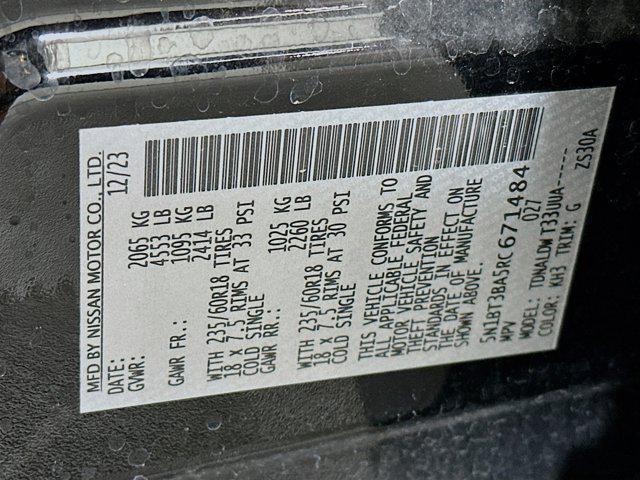 MFD BY NISSAN MOTOR CO., LTD.
DATE: 12/23
GVWR: 2065 KG
4553 LB
GAWR FR.: 1095 KG
2414 LB
WITH 235/60R18 TIRES
18 X 7.5 RIMS AT 33 PSI
COLD SINGLE
GAWR RR.: 1025 KG
2260 LB
WITH 235/60R18 TIRES
18 X 7.5 RIMS AT 30 PSI
COLD SINGLE
THIS VEHICLE CONFORMS TO
ALL APPLICABLE FEDERAL
MOTOR VEHICLE SAFETY AND
THEFT PREVENTION
STANDARDS IN EFFECT ON
THE DATE OF MANUFACTURE
SHOWN ABOVE.
5N1BT3BA5RC671484
MPV 027
MODEL: TDNALDW T33UUA-----
COLOR: KH3 TRIM: G ZS30A